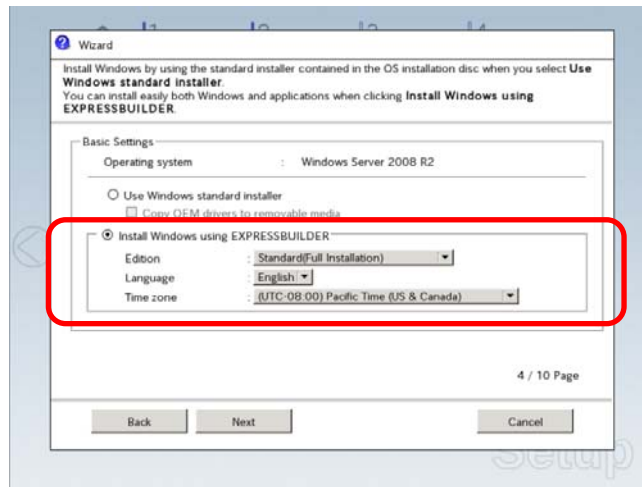 Wizard
Install Windows by using the standard installer contained in the OS installation disc when you select Use
Windows standard installer.
You can install easily both Windows and applications when clicking Install Windows using
EXPRESSBUILDER.
Basic Settings
Operating system : Windows Server 2008 R2
Use Windows standard installer
Copy OEM drivers to removable media
Install Windows using EXPRESSBUILDER
Edition : Standard(Full Installation)
Language : English
Time zone : (UTC-08:00) Pacific Time (US & Canada)
4 / 10 Page
Back Next Cancel
Setup